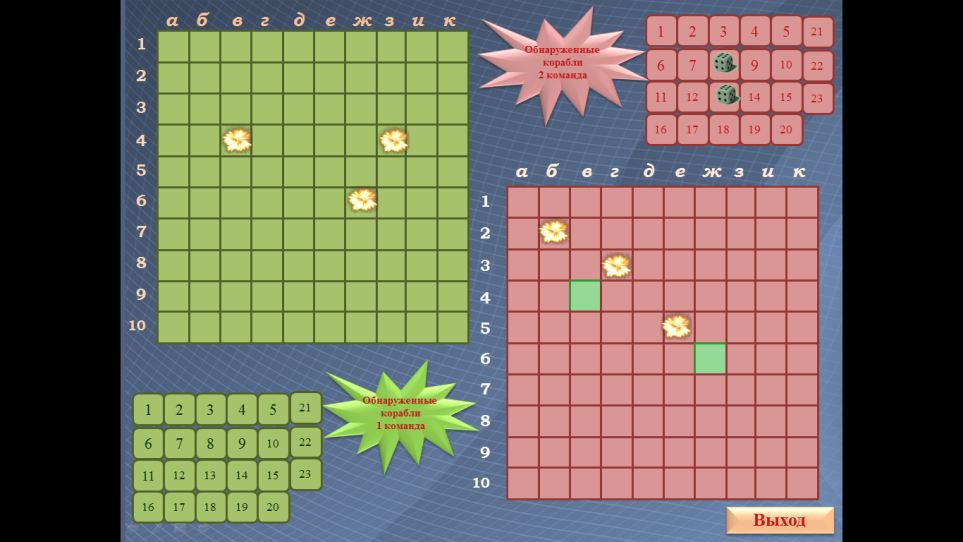 а б в г д е ж з и к
1
2
3
4
5
6
7
8
9
10
Обнаруженные
корабли
2 команда
1 2 3 4 5 21
6 7 9 10 22
11 12 14 15 23
16 17 18 19 20
а б в г д е ж з и к
1
2
3
4
5
6
7
8
9
10
1 2 3 4 5 21
6 7 8 9 10 22
11 12 13 14 15 23
16 17 18 19 20
Обнаруженные
корабли
1 команда
Выход